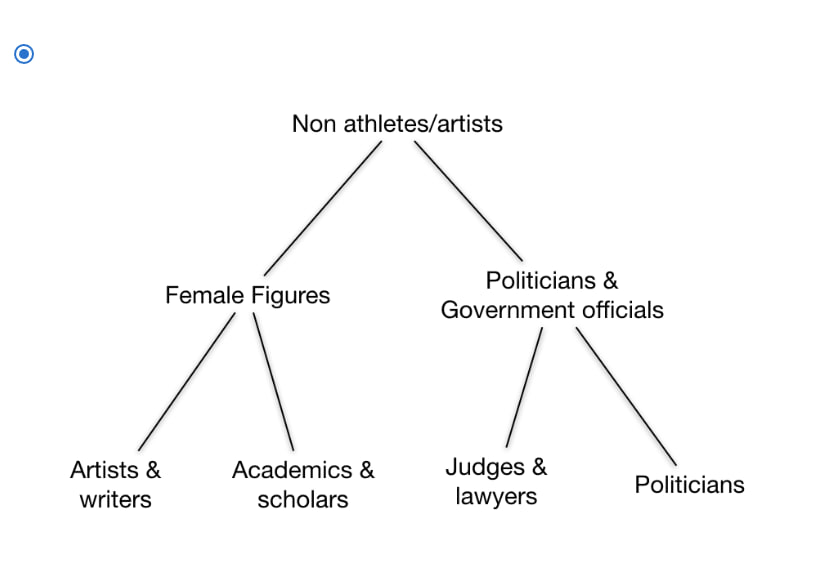 Non athletes/artists
Female Figures
Politicians &
Government officials
Artists &
writers
Academics &
scholars
Judges &
lawyers
Politicians